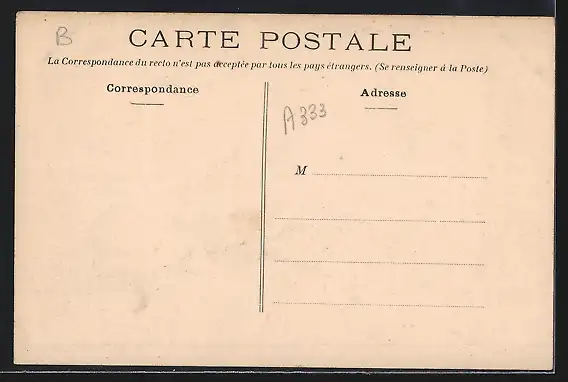 B
CARTE POSTALE
La Correspondance du recto n'est pas acceptée par tous les pays étrangers. (Se renseigner à la Poste)
Correspondance
Adresse
A333
M